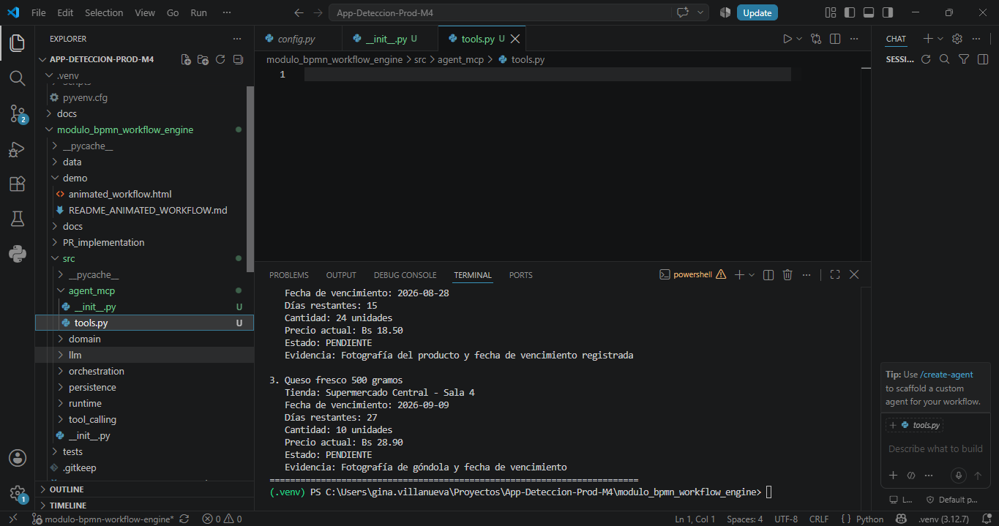 File Edit Selection View Go Run ··· App-Deteccion-Prod-M4 Update
EXPLORER ···
APP-DETECCION-PROD-M4
.venv
Scripts
pyvenv.cfg
docs
modulo_bpmn_workflow_engine
__pycache__
data
demo
animated_workflow.html
README_ANIMATED_WORKFLOW.md
docs
PR_implementation
src
__pycache__
agent_mcp
__init__.py U
tools.py U
domain
llm
orchestration
persistence
runtime
tool_calling
__init__.py
tests
.gitkeep
OUTLINE
TIMELINE
config.py __init__.py U tools.py U
modulo_bpmn_workflow_engine > src > agent_mcp > tools.py
1
PROBLEMS OUTPUT DEBUG CONSOLE TERMINAL PORTS powershell
Fecha de vencimiento: 2026-08-28
Días restantes: 15
Cantidad: 24 unidades
Precio actual: Bs 18.50
Estado: PENDIENTE
Evidencia: Fotografía del producto y fecha de vencimiento registrada
3. Queso fresco 500 gramos
Tienda: Supermercado Central - Sala 4
Fecha de vencimiento: 2026-09-09
Días restantes: 27
Cantidad: 10 unidades
Precio actual: Bs 28.90
Estado: PENDIENTE
Evidencia: Fotografía de góndola y fecha de vencimiento
========================================================================
(.venv) PS C:\Users\gina.villanueva\Proyectos\App-Deteccion-Prod-M4\modulo_bpmn_workflow_engine>
CHAT
SESSI...
Tip: Use /create-agent
to scaffold a custom
agent for your workflow.
tools.py
Describe what to build
L... Default p...
2
1
modulo-bpmn-workflow-engine* 0 0 Ln 1, Col 1 Spaces: 4 UTF-8 CRLF { } Python .venv (3.12.7)